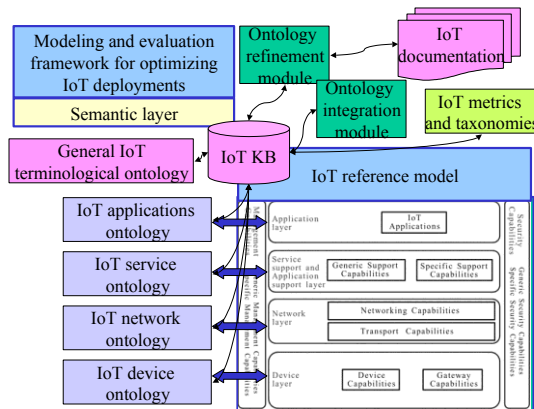 Modeling and evaluation
framework for optimizing
IoT deployments
Semantic layer
Ontology
refinement
module
IoT
documentation
Ontology
integration
module
IoT metrics
and taxonomies
General IoT
terminological ontology
IoT KB
IoT reference model
IoT applications
ontology
IoT service
ontology
IoT network
ontology
IoT device
ontology
Application
layer
IoT
Applications
Service
support and
Application
support layer
Generic Support
Capabilities
Specific Support
Capabilities
Network
layer
Networking Capabilities
Transport Capabilities
Device
layer
Device
Capabilities
Gateway
Capabilities
Management
Generic Management Capabilities
Specific Management Capabilities
Security
Capabilities
Generic Security Capabilities
Specific Security Capabilities